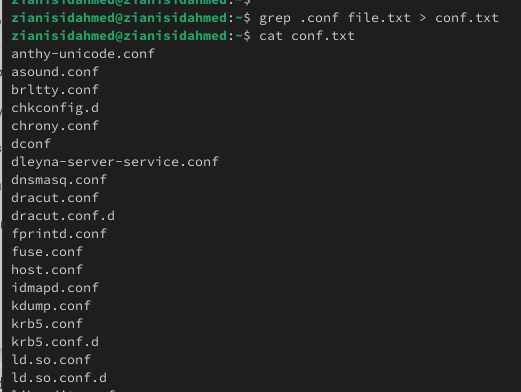 zianisidahmed@zianisidahmed:~$
zianisidahmed@zianisidahmed:~$ grep .conf file.txt > conf.txt
zianisidahmed@zianisidahmed:~$ cat conf.txt
anthy-unicode.conf
asound.conf
brltty.conf
chkconfig.d
chrony.conf
dconf
dleyna-server-service.conf
dnsmasq.conf
dracut.conf
dracut.conf.d
fprintd.conf
fuse.conf
host.conf
idmapd.conf
kdump.conf
krb5.conf
krb5.conf.d
ld.so.conf
ld.so.conf.d